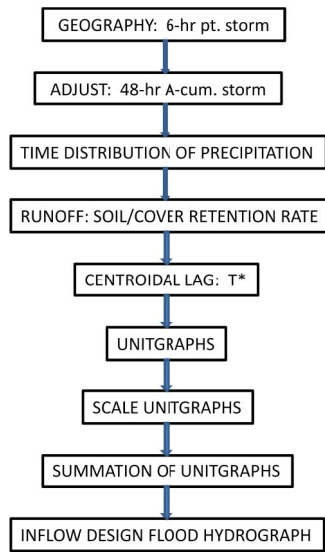 GEOGRAPHY: 6-hr pt. storm
ADJUST: 48-hr A-cum. storm
TIME DISTRIBUTION OF PRECIPITATION
RUNOFF: SOIL/COVER RETENTION RATE
CENTROIDAL LAG: T*
UNITGRAPHS
SCALE UNITGRAPHS
SUMMATION OF UNITGRAPHS
INFLOW DESIGN FLOOD HYDROGRAPH